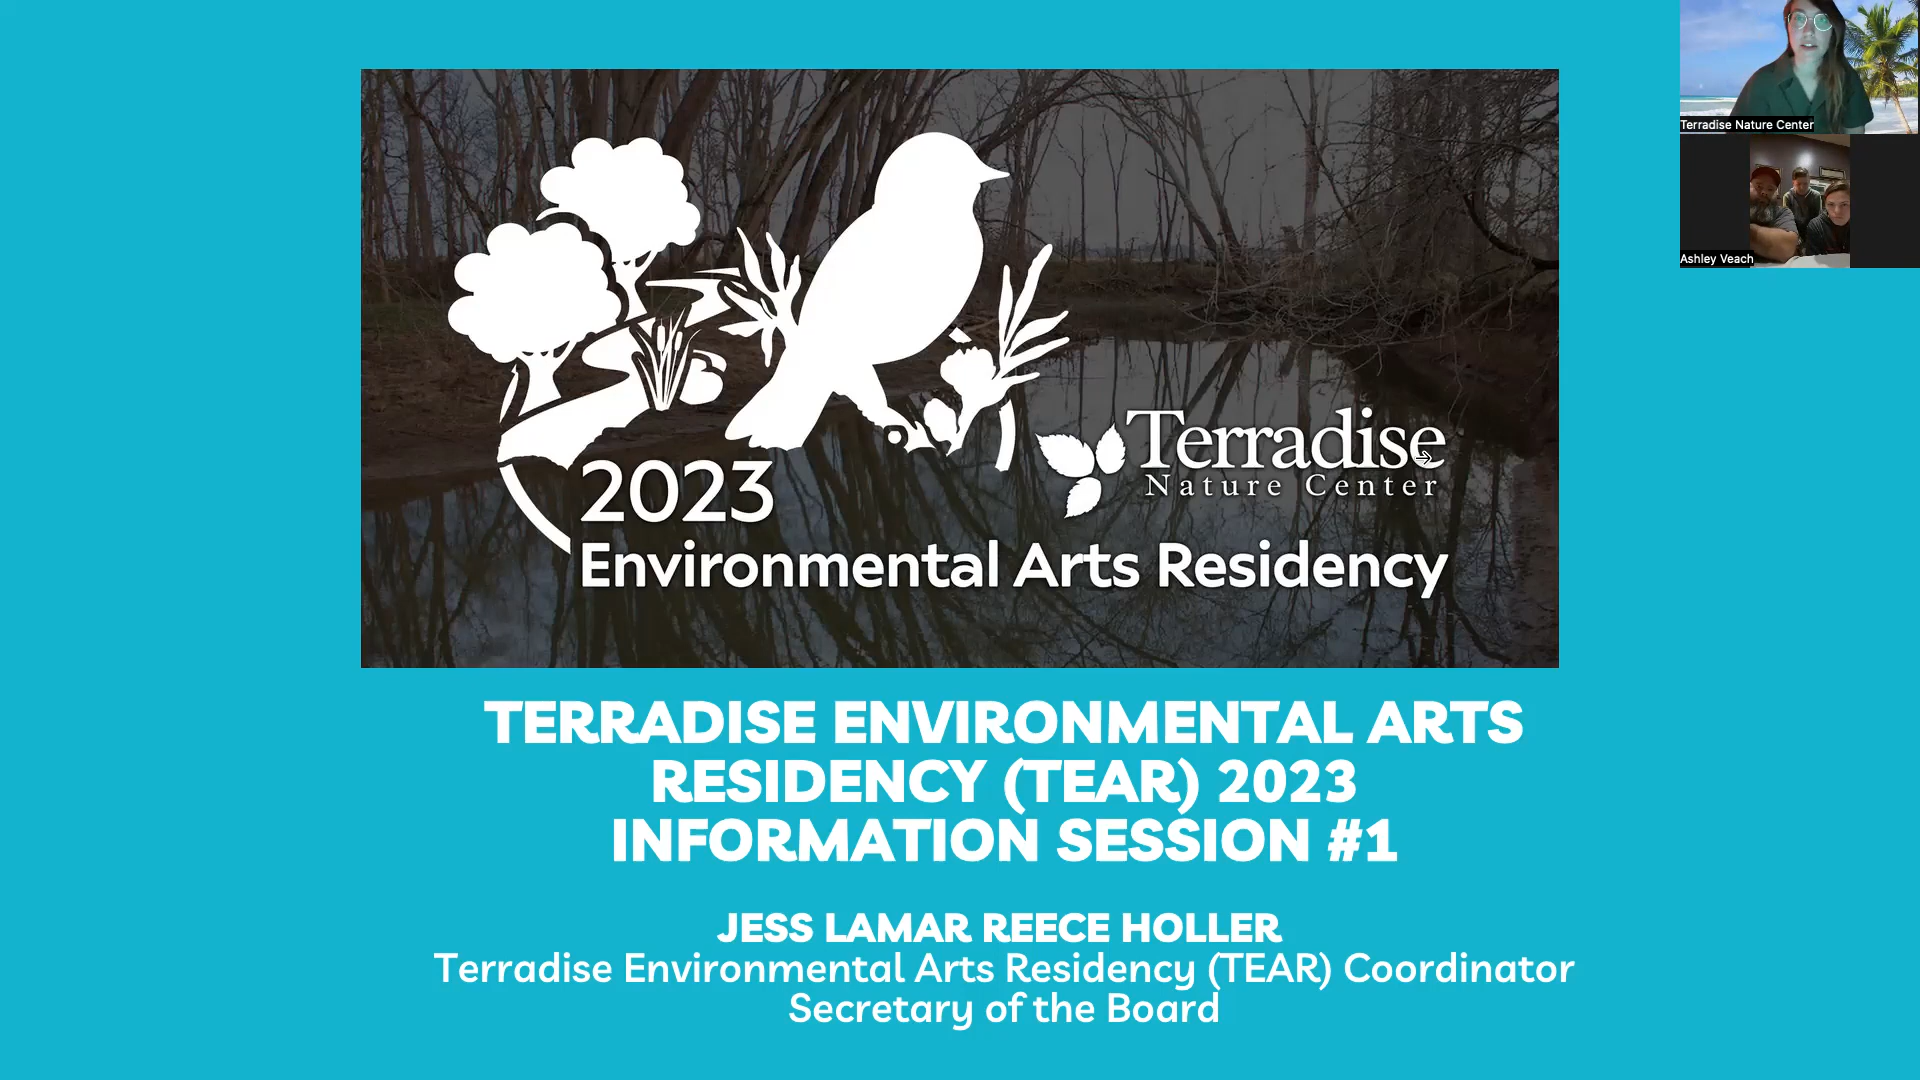 Terradise Nature Center
Ashley Veach
Terradise
Nature Center
2023
Environmental Arts Residency
TERRADISE ENVIRONMENTAL ARTS
RESIDENCY (TEAR) 2023
INFORMATION SESSION #1
JESS LAMAR REECE HOLLER
Terradise Environmental Arts Residency (TEAR) Coordinator
Secretary of the Board